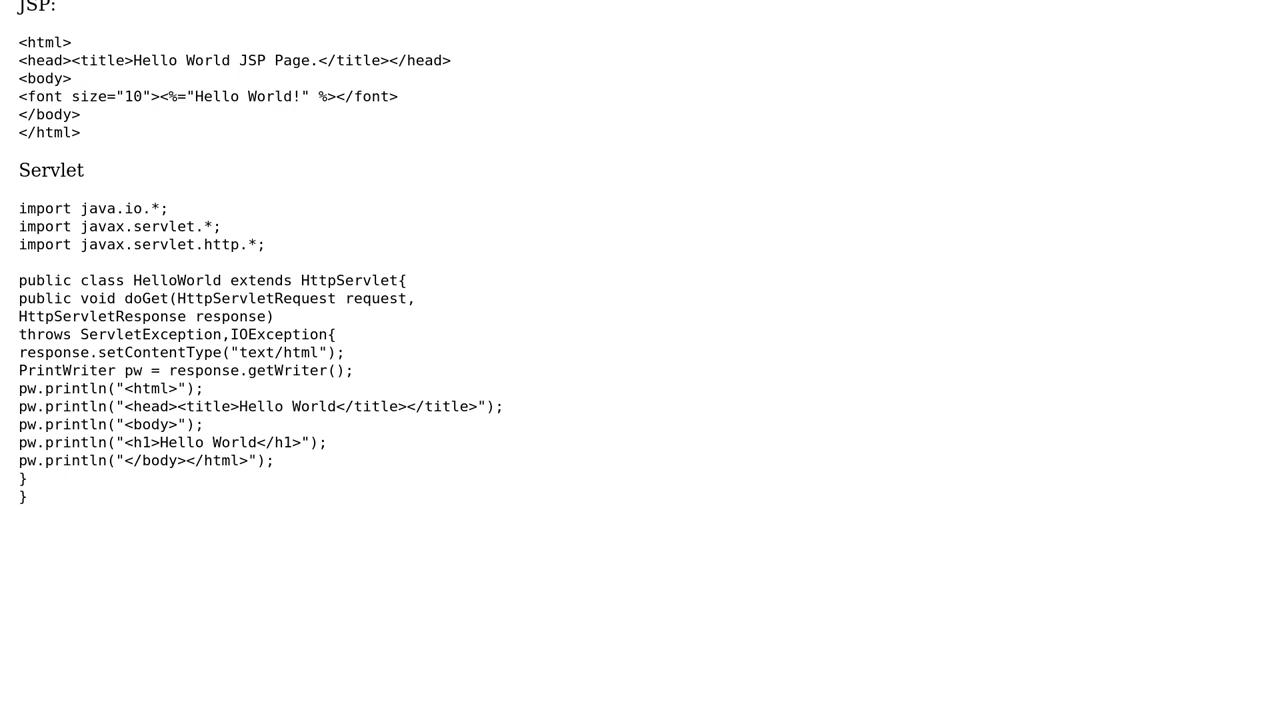 JSP:
<html>
<head><title>Hello World JSP Page.</title></head>
<body>
<font size="10"><%="Hello World!" %></font>
</body>
</html>
Servlet
import java.io.*;
import javax.servlet.*;
import javax.servlet.http.*;
public class HelloWorld extends HttpServlet{
public void doGet(HttpServletRequest request,
HttpServletResponse response)
throws ServletException,IOException{
response.setContentType("text/html");
PrintWriter pw = response.getWriter();
pw.println("<html>");
pw.println("<head><title>Hello World</title></title>");
pw.println("<body>");
pw.println("<h1>Hello World</h1>");
pw.println("</body></html>");
}
}